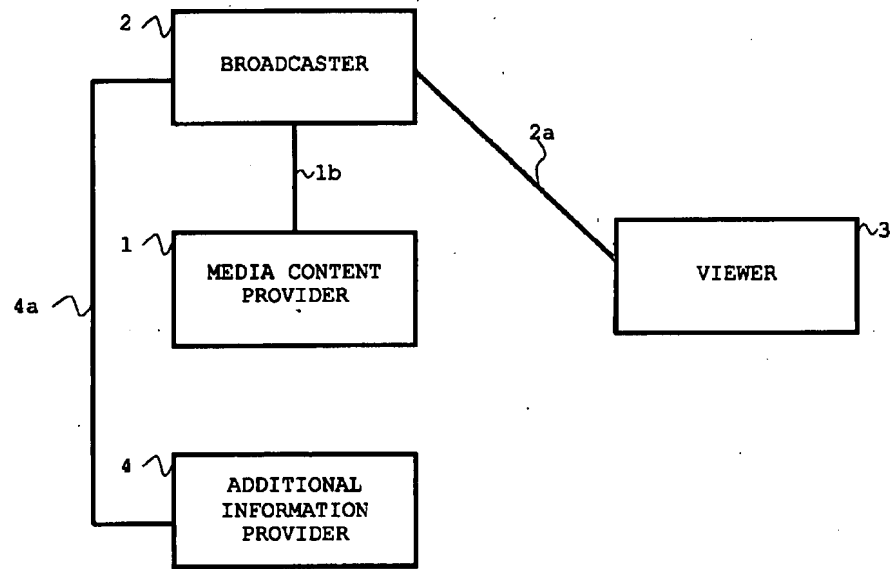 2
BROADCASTER
2a
1b
1
MEDIA CONTENT
PROVIDER
3
VIEWER
4a
4
ADDITIONAL
INFORMATION
PROVIDER